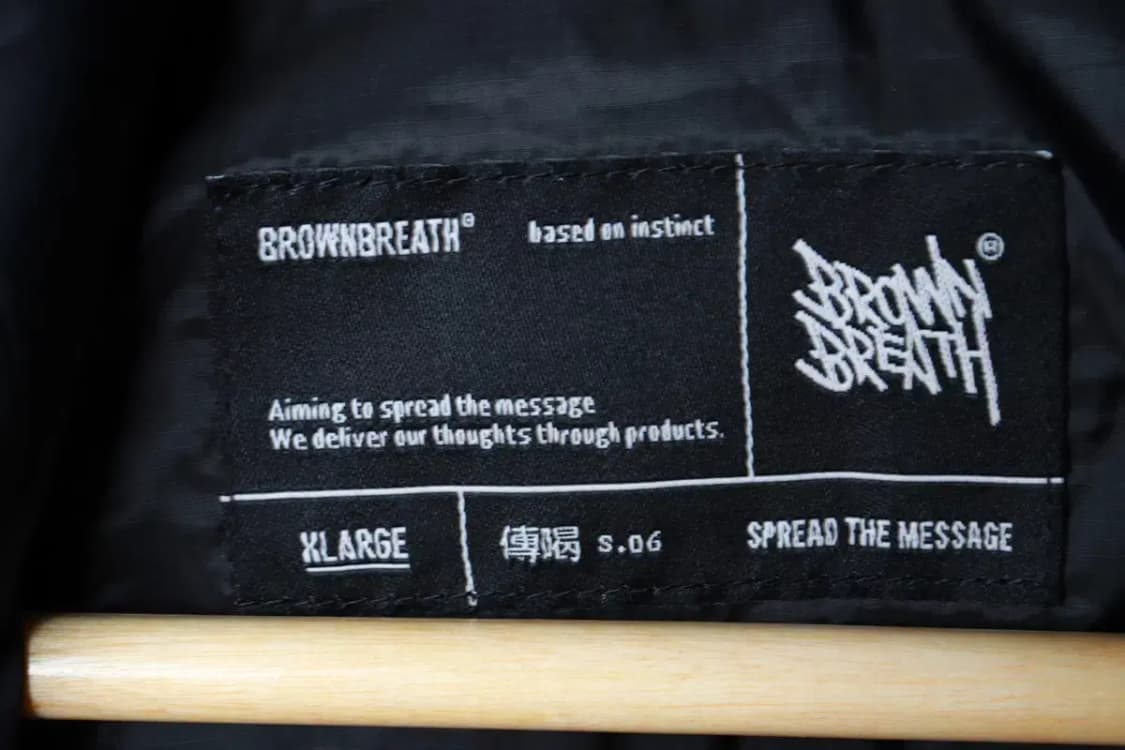 BROWNBREATH®
based on instinct
Aiming to spread the message
We deliver our thoughts through products.
BROWN
BREATH ®
XLARGE
傳喝 S.06
SPREAD THE MESSAGE